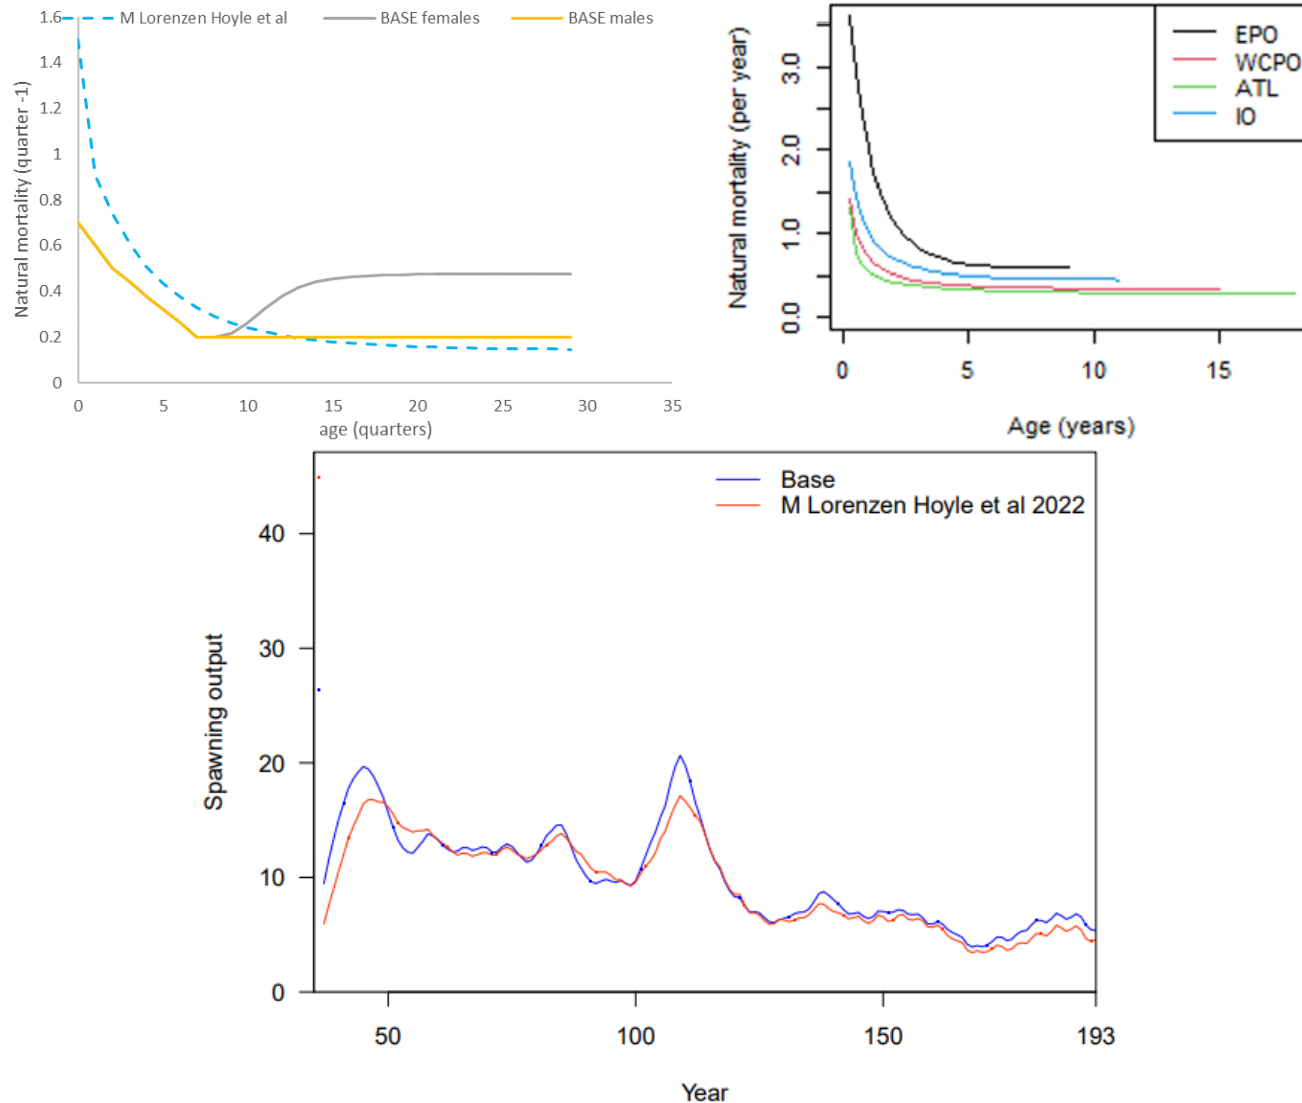 M Lorenzen Hoyle et al BASE females BASE males
1.6
1.4
1.2
1
0.8
0.6
0.4
0.2
0
Natural mortality (quarter -1)
0 5 10 15 20 25 30 35
age (quarters)
EPO
WCPO
ATL
IO
3.0
2.0
1.0
0.0
Natural mortality (per year)
0 5 10 15
Age (years)
Base
M Lorenzen Hoyle et al 2022
40
30
20
10
0
Spawning output
50 100 150 193
Year